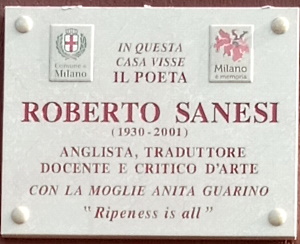 IN QUESTA
CASA VISSE
IL POETA
Comune di
Milano
Milano
è memoria
ROBERTO SANESI
(1930-2001)
ANGLISTA, TRADUTTORE
DOCENTE E CRITICO D'ARTE
CON LA MOGLIE ANITA GUARINO
"Ripeness is all"